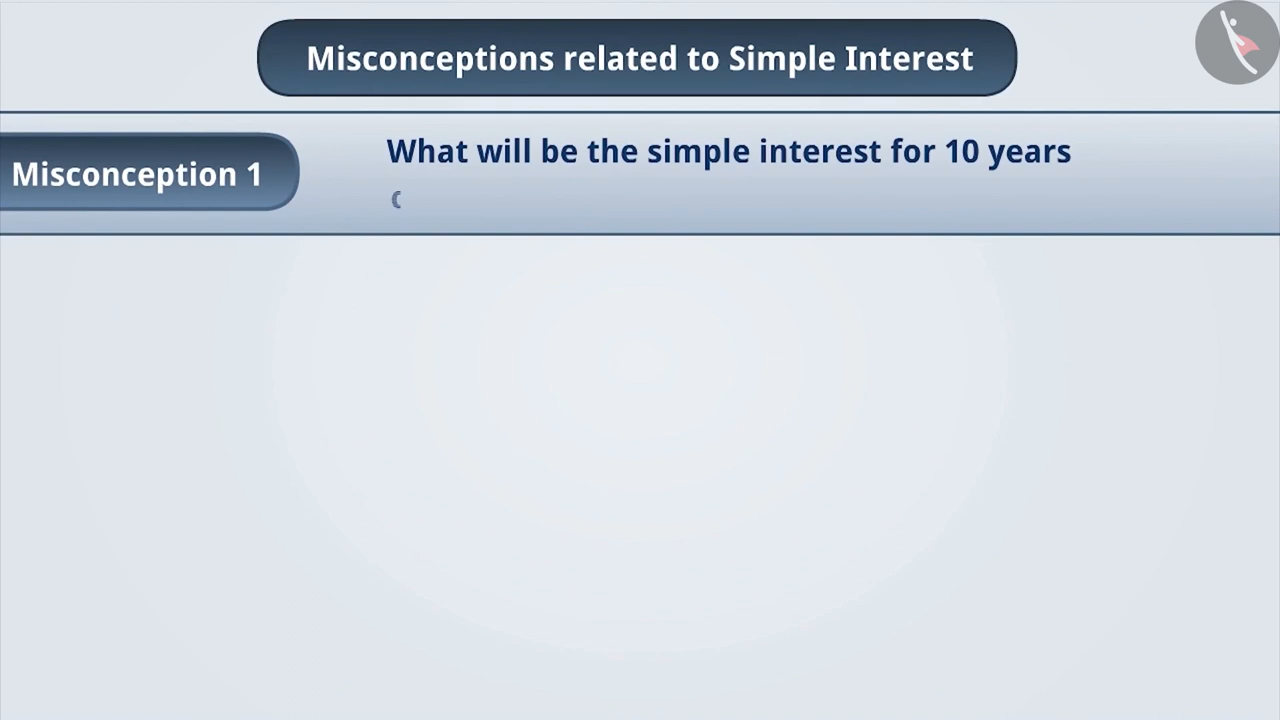 Misconceptions related to Simple Interest
Misconception 1
What will be the simple interest for 10 years